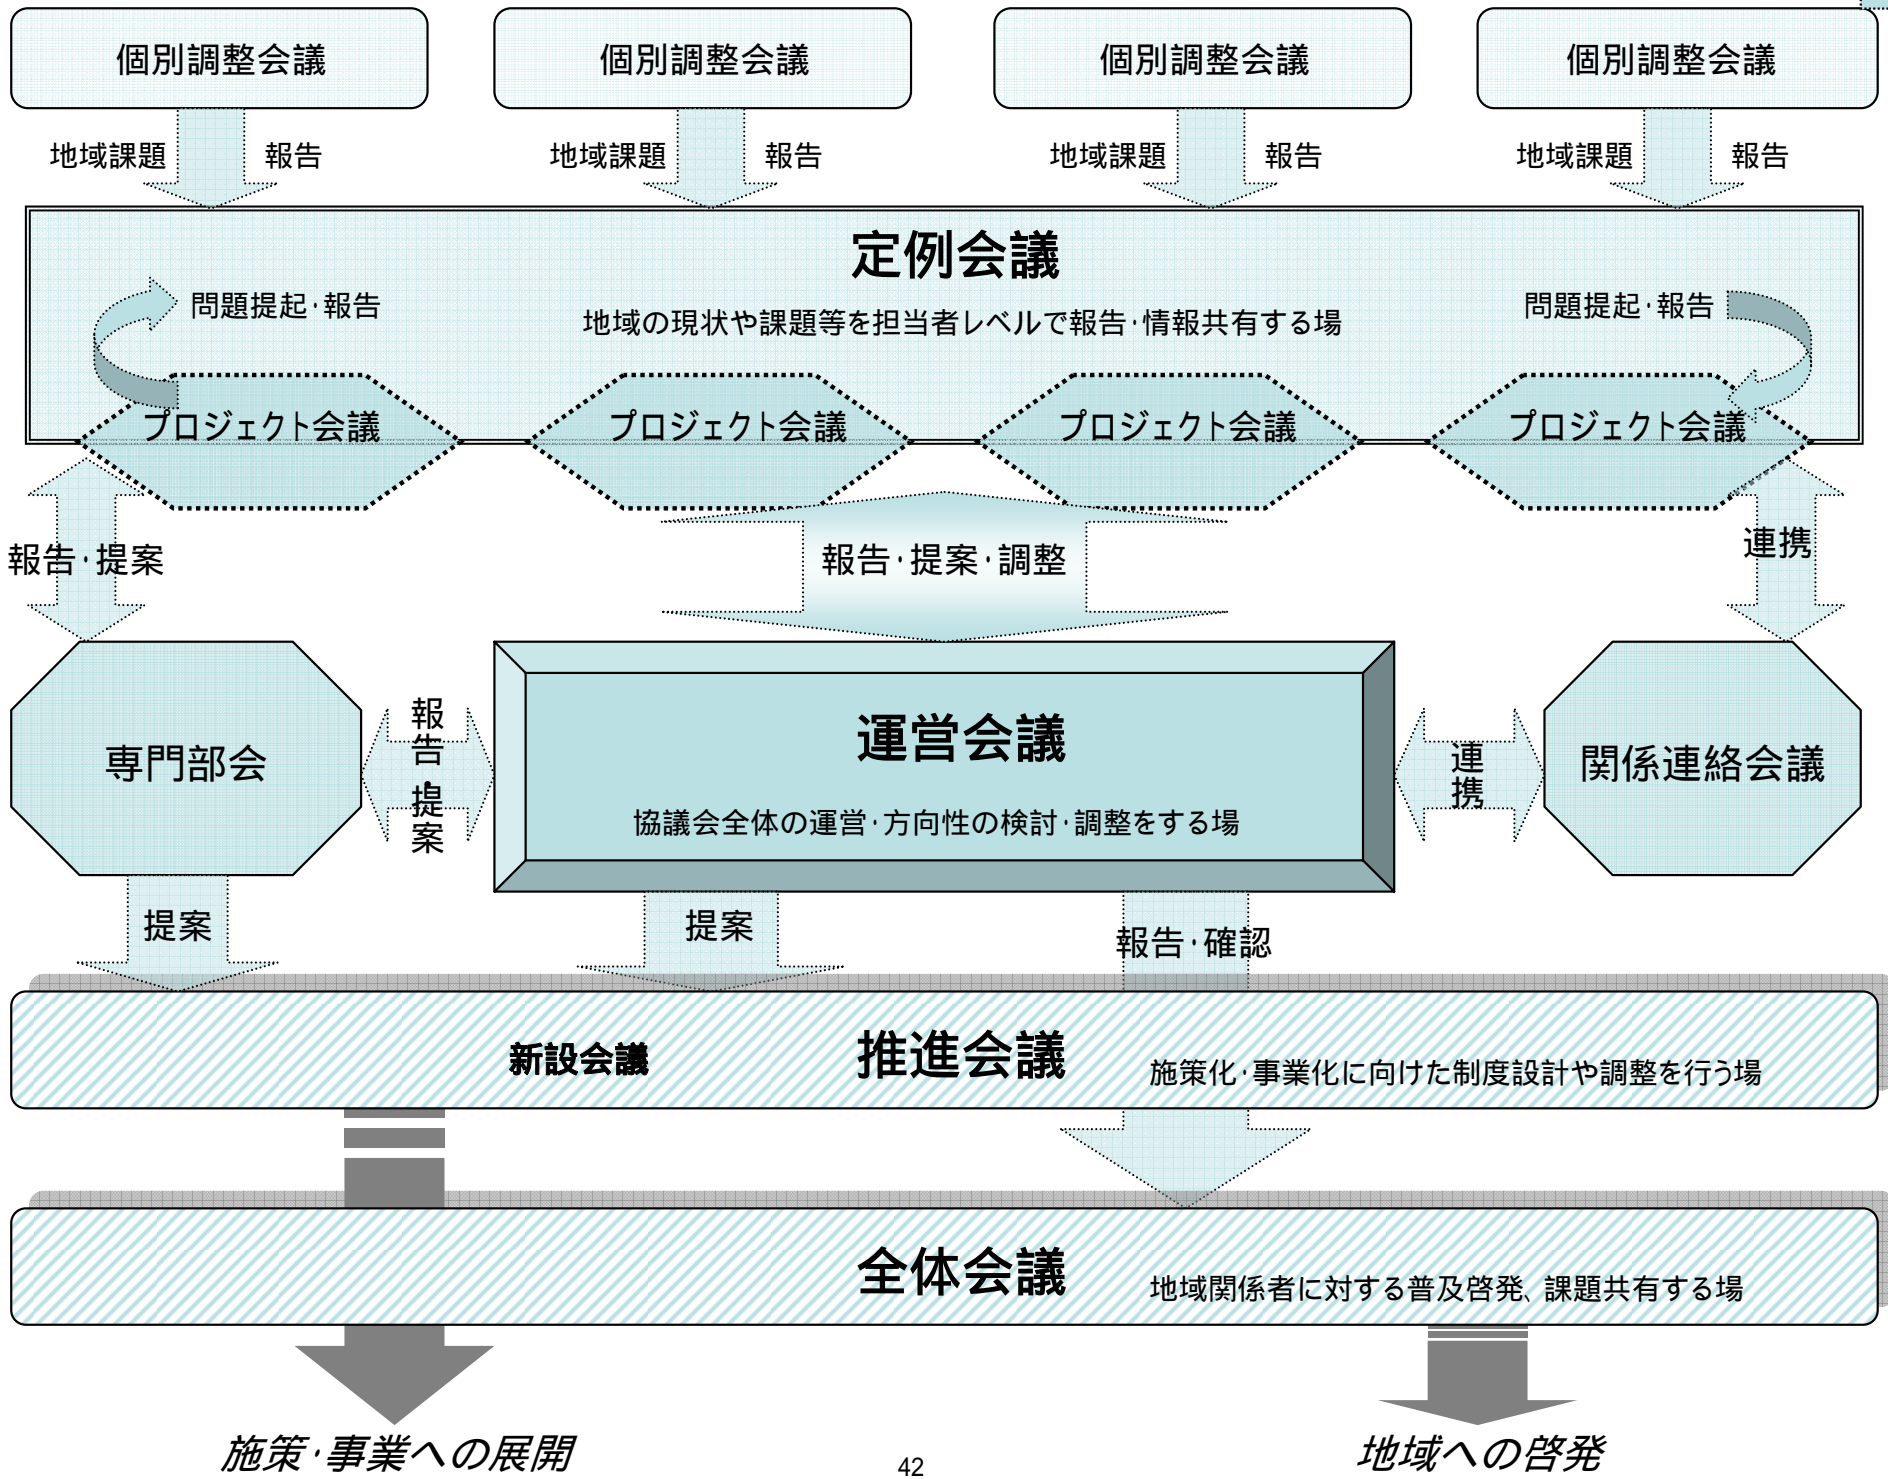 個別調整会議
個別調整会議
個別調整会議
個別調整会議
地域課題
報告
地域課題
報告
地域課題
報告
地域課題
報告
定例会議
問題提起・報告
地域の現状や課題等を担当者レベルで報告・情報共有する場
問題提起・報告
プロジェクト会議
プロジェクト会議
プロジェクト会議
プロジェクト会議
報告・提案
報告・提案・調整
連携
専門部会
報告・提案
運営会議
協議会全体の運営・方向性の検討・調整をする場
連携
関係連絡会議
提案
提案
報告・確認
新設会議
推進会議
施策化・事業化に向けた制度設計や調整を行う場
全体会議
地域関係者に対する普及啓発、課題共有する場
施策・事業への展開
地域への啓発
42